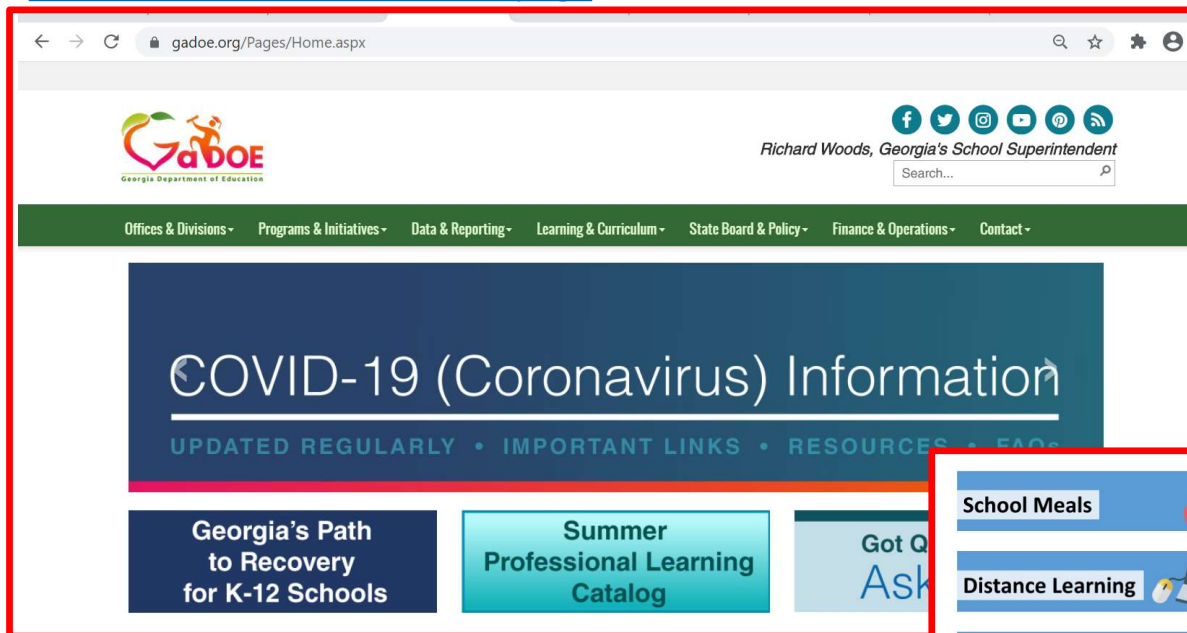 gadoe.org/Pages/Home.aspx
GaDOE
Georgia Department of Education
Richard Woods, Georgia's School Superintendent
Search...
Offices & Divisions Programs & Initiatives Data & Reporting Learning & Curriculum State Board & Policy Finance & Operations Contact
COVID-19 (Coronavirus) Information
UPDATED REGULARLY • IMPORTANT LINKS • RESOURCES • FAQs
Georgia's Path
to Recovery
for K-12 Schools
Summer
Professional Learning
Catalog
Got Q
Ask
School Meals
Distance Learning